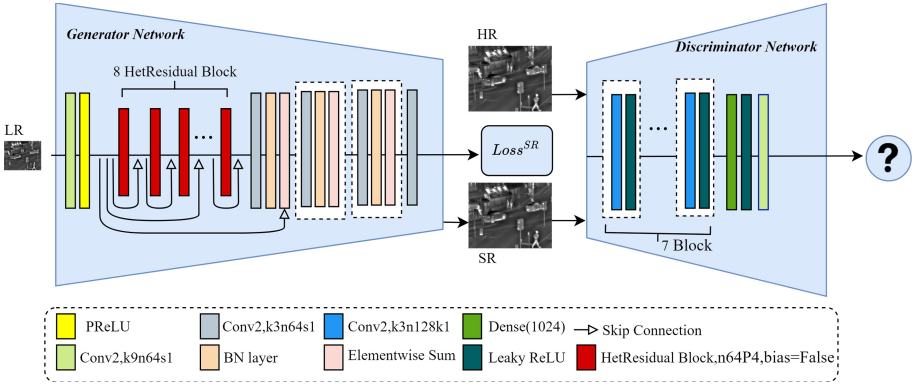 Generator Network
HR
Discriminator Network
8 HetResidual Block
...
...
LR
Loss^SR
?
SR
7 Block
PReLU
Conv2,k3n64s1
Conv2,k3n128k1
Dense(1024)
Skip Connection
Conv2,k9n64s1
BN layer
Elementwise Sum
Leaky ReLU
HetResidual Block,n64P4,bias=False